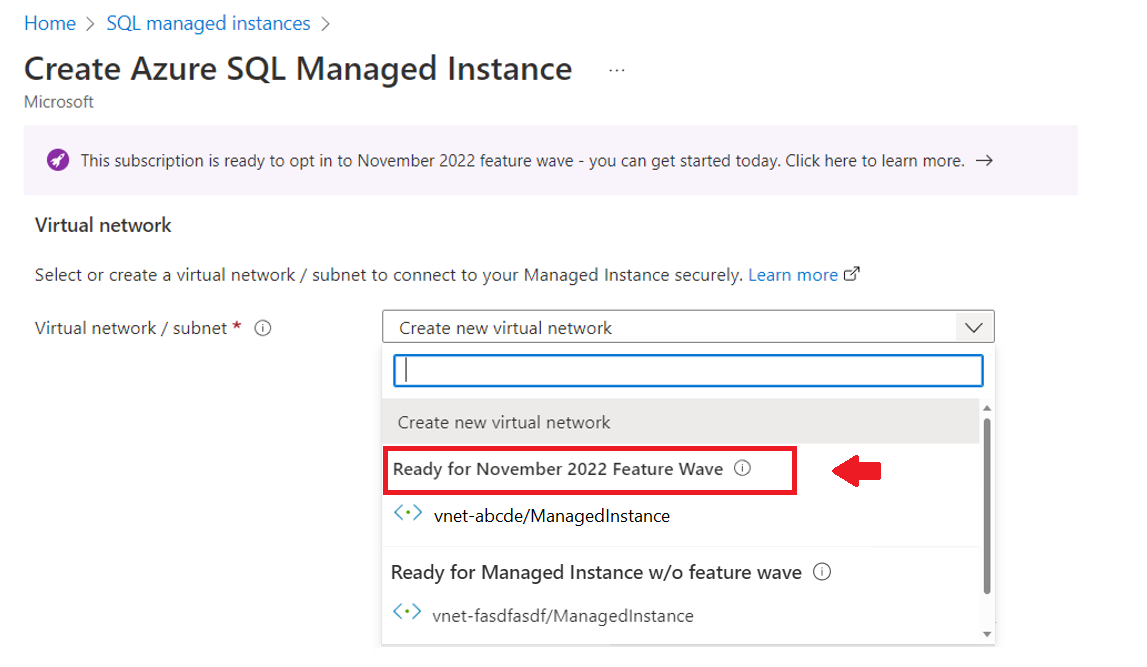 Home > SQL managed instances >
Create Azure SQL Managed Instance ...
Microsoft
This subscription is ready to opt in to November 2022 feature wave - you can get started today. Click here to learn more. →
Virtual network
Select or create a virtual network / subnet to connect to your Managed Instance securely. Learn more
Virtual network / subnet *
Create new virtual network
Create new virtual network
Ready for November 2022 Feature Wave
vnet-abcde/ManagedInstance
Ready for Managed Instance w/o feature wave
vnet-fasdfasdf/ManagedInstance